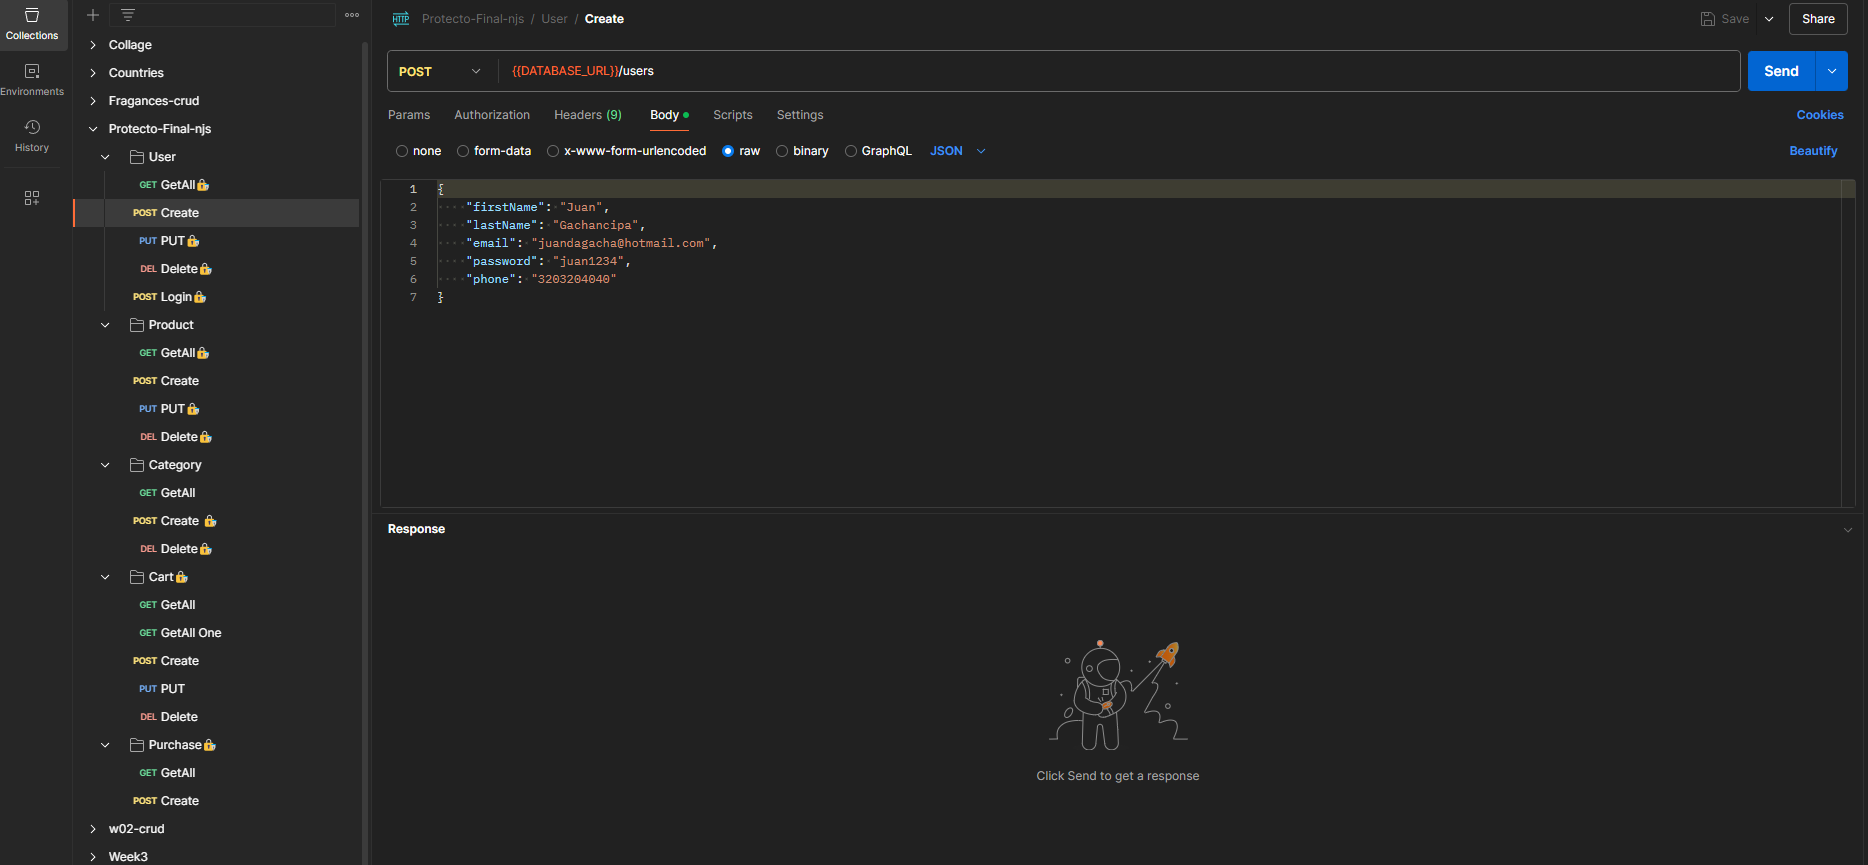 Collections
Environments
History
Collage
Countries
Fragances-crud
Protecto-Final-njs
User
GET GetAll
POST Create
PUT PUT
DEL Delete
POST Login
Product
GET GetAll
POST Create
PUT PUT
DEL Delete
Category
GET GetAll
POST Create
DEL Delete
Cart
GET GetAll
GET GetAll One
POST Create
PUT PUT
DEL Delete
Purchase
GET GetAll
POST Create
w02-crud
Week3
HTTP Protecto-Final-njs / User / Create
Save Share
POST {{DATABASE_URL}}/users Send
Params Authorization Headers (9) Body Scripts Settings Cookies
none form-data x-www-form-urlencoded raw binary GraphQL JSON Beautify
1 {
2 "firstName": "Juan",
3 "lastName": "Gachancipa",
4 "email": "juandagacha@hotmail.com",
5 "password": "juan1234",
6 "phone": "3203204040"
7 }
Response
Click Send to get a response